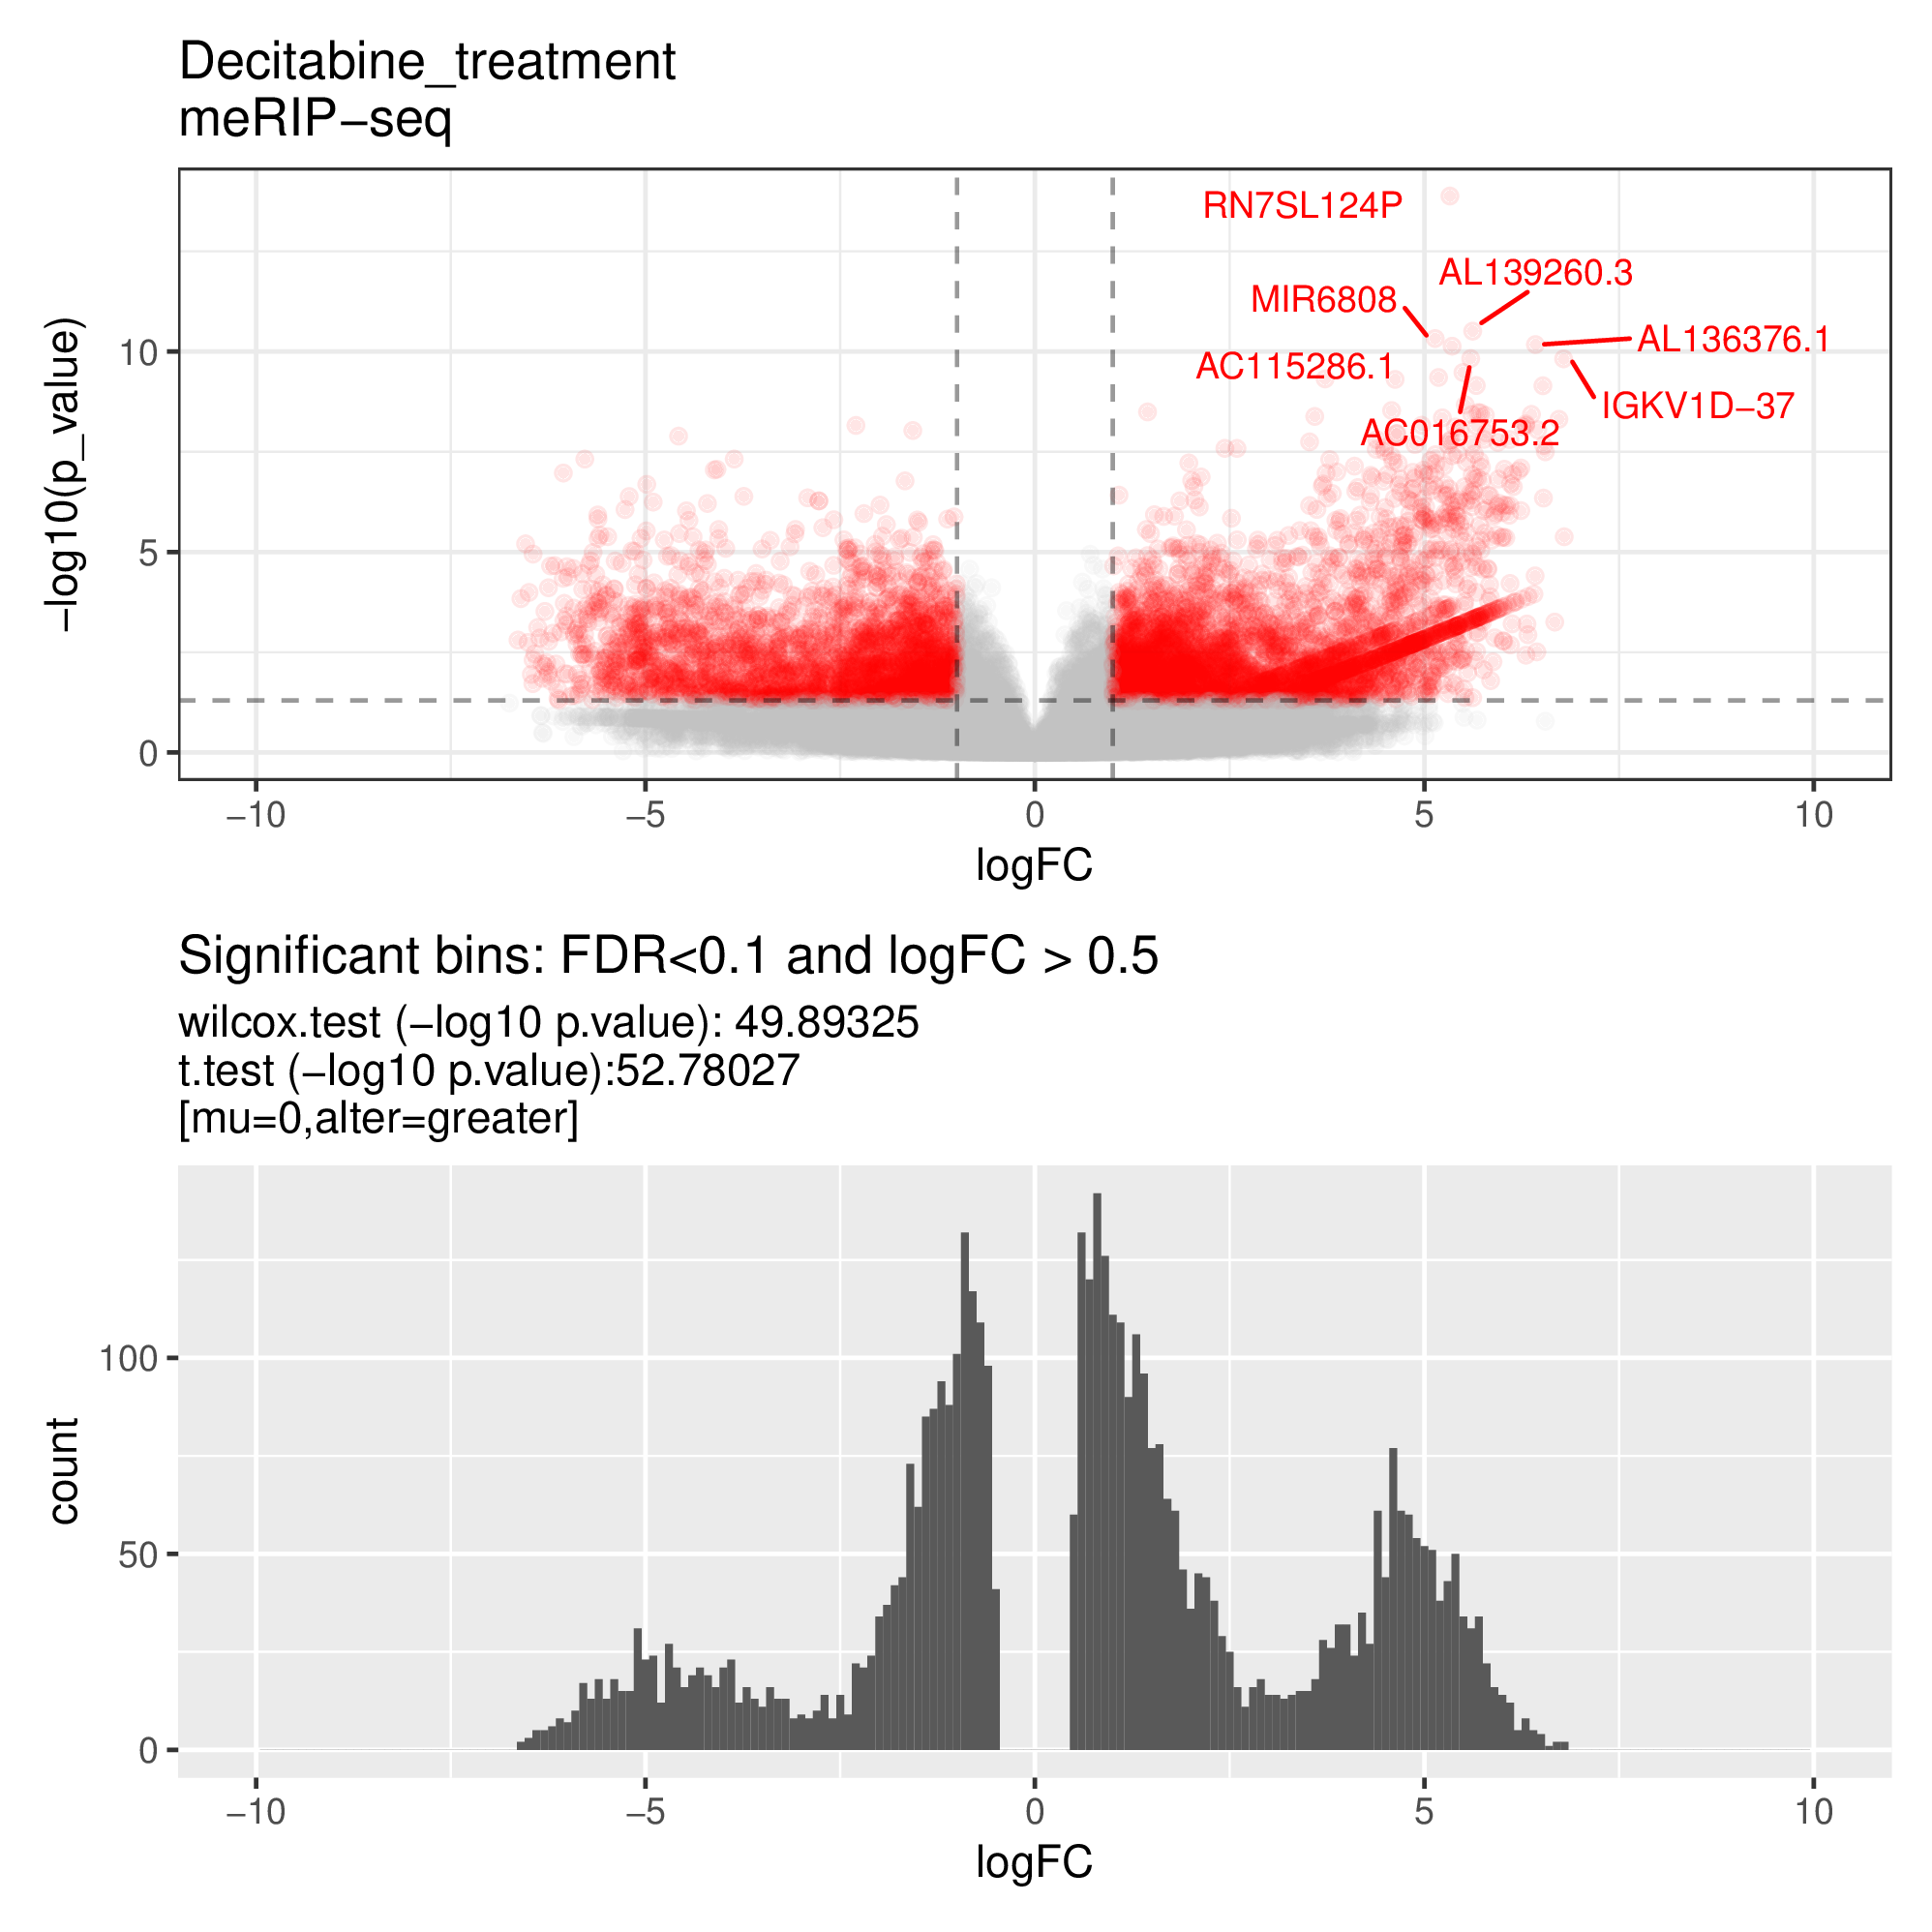 Decitabine_treatment
meRIP−seq
RN7SL124P
AL139260.3
MIR6808
AL136376.1
AC115286.1
IGKV1D−37
AC016753.2
−log10(p_value)
10
5
0
−10
−5
0
5
10
logFC
Significant bins: FDR<0.1 and logFC > 0.5
wilcox.test (−log10 p.value): 49.89325
t.test (−log10 p.value):52.78027
[mu=0,alter=greater]
count
100
50
0
−10
−5
0
5
10
logFC